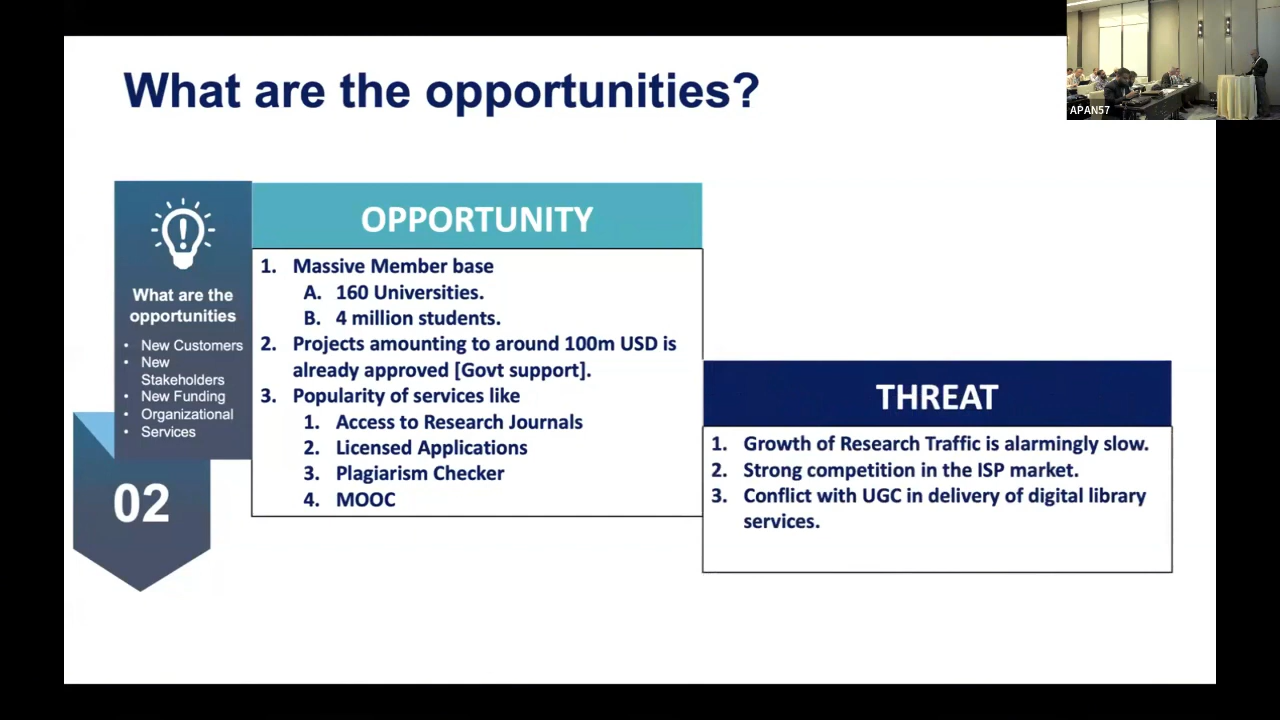 What are the opportunities?
APAN57
What are the
opportunities
• New Customers
• New
Stakeholders
• New Funding
• Organizational
• Services
02
OPPORTUNITY
1. Massive Member base
A. 160 Universities.
B. 4 million students.
2. Projects amounting to around 100m USD is
already approved [Govt support].
3. Popularity of services like
1. Access to Research Journals
2. Licensed Applications
3. Plagiarism Checker
4. MOOC
THREAT
1. Growth of Research Traffic is alarmingly slow.
2. Strong competition in the ISP market.
3. Conflict with UGC in delivery of digital library
services.